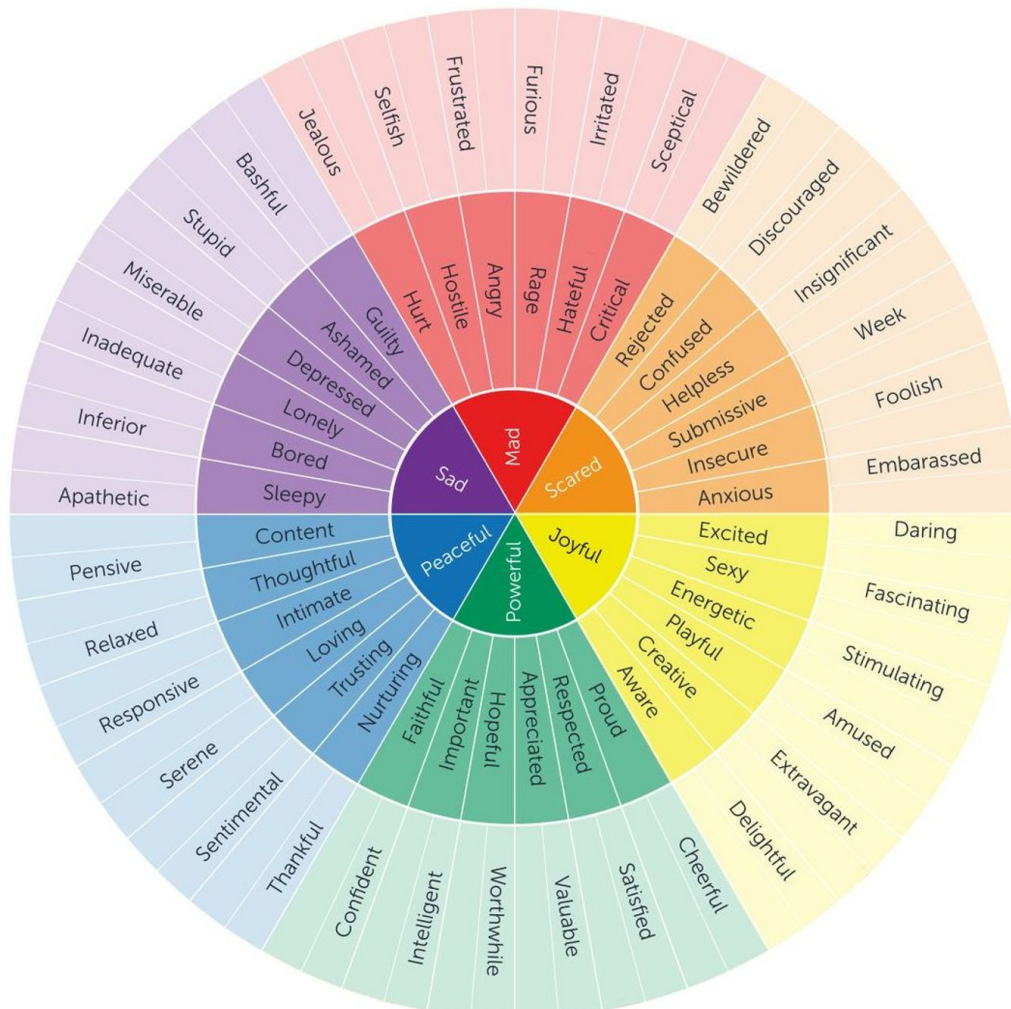 Mad
Scared
Joyful
Powerful
Peaceful
Sad
Hurt
Hostile
Angry
Rage
Hateful
Critical
Rejected
Confused
Helpless
Submissive
Insecure
Anxious
Excited
Sexy
Energetic
Playful
Creative
Aware
Proud
Respected
Appreciated
Hopeful
Important
Faithful
Nurturing
Trusting
Loving
Intimate
Thoughtful
Content
Sleepy
Bored
Lonely
Depressed
Ashamed
Guilty
Jealous
Selfish
Frustrated
Furious
Irritated
Sceptical
Bewildered
Discouraged
Insignificant
Week
Foolish
Embarassed
Daring
Fascinating
Stimulating
Amused
Extravagant
Delightful
Cheerful
Satisfied
Valuable
Worthwhile
Intelligent
Confident
Thankful
Sentimental
Serene
Responsive
Relaxed
Pensive
Apathetic
Inferior
Inadequate
Miserable
Stupid
Bashful